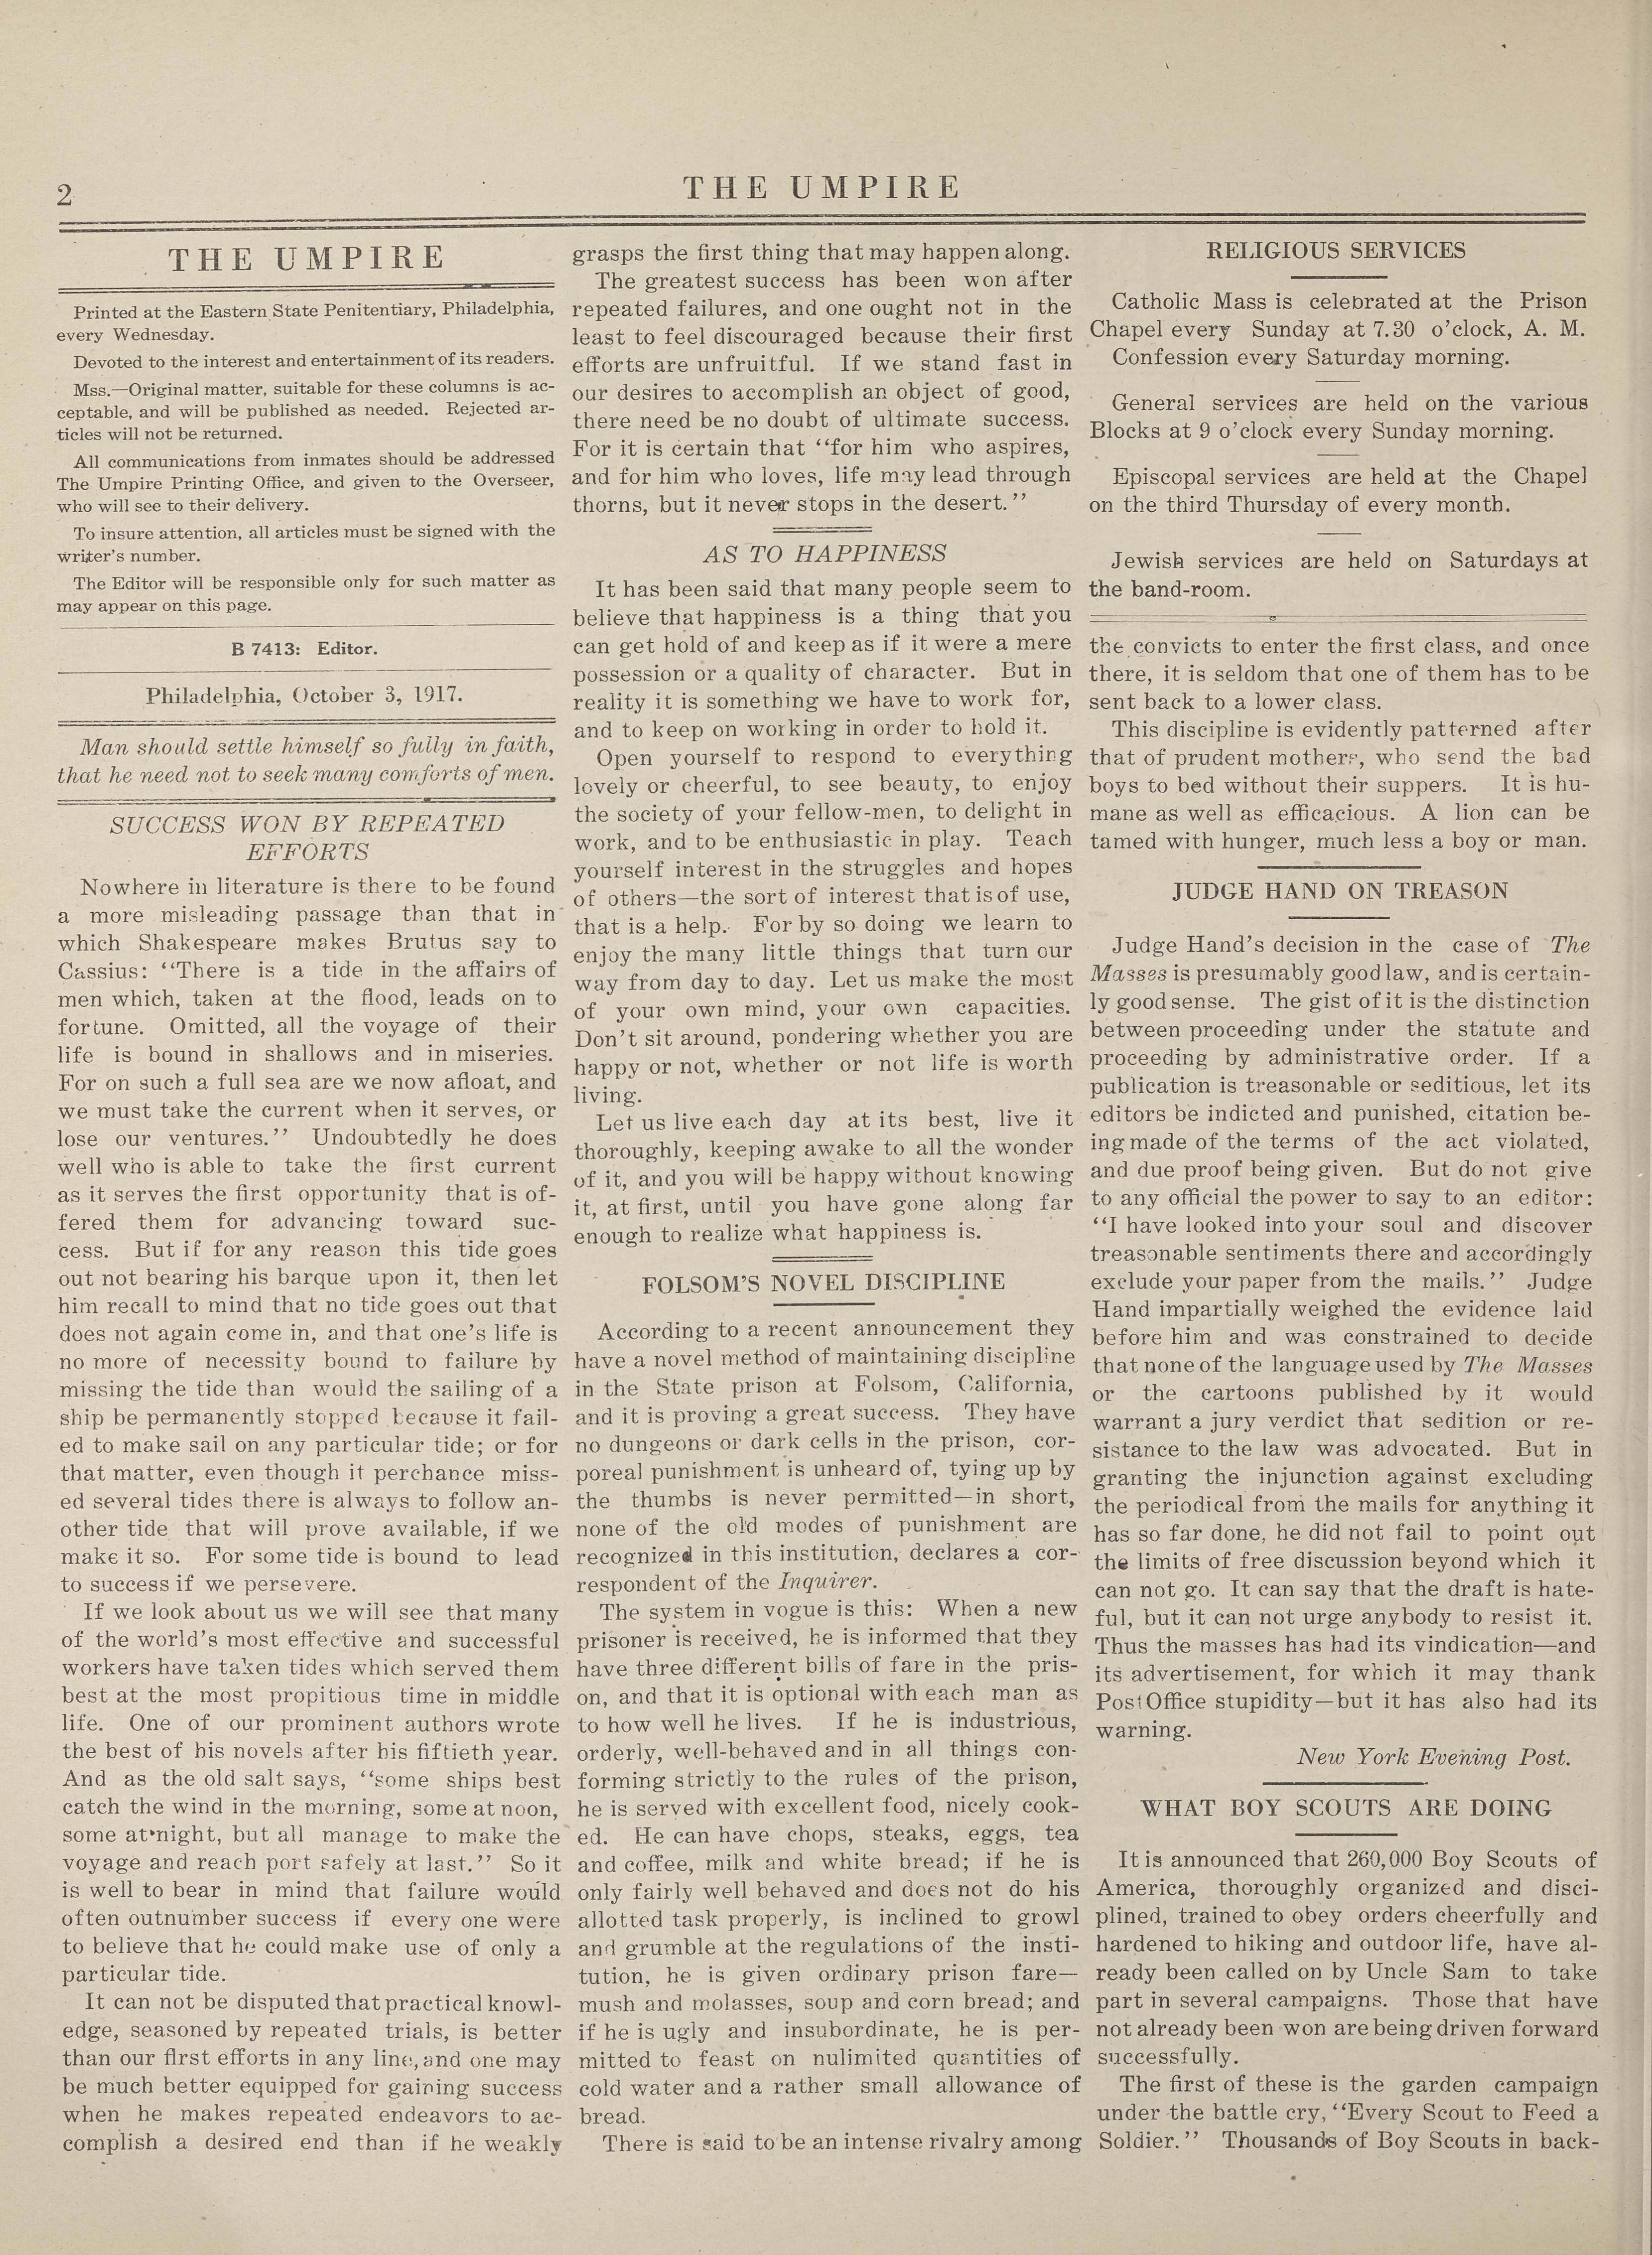 2
THE UMPIRE
THE UMPIRE
Printed at the Eastern State Penitentiary, Philadelphia,
every Wednesday.
Devoted to the interest and entertainment of its readers.
Mss.—Original matter, suitable for these columns is ac-
ceptable, and will be published as needed. Rejected ar-
ticles will not be returned.
All communications from inmates should be addressed
The Umpire Printing Office, and given to the Overseer,
who will see to their delivery.
To insure attention, all articles must be signed with the
writer's number.
The Editor will be responsible only for such matter as
may appear on this page.
B 7413: Editor.
Philadelphia, October 3, 1917.
Man should settle himself so fully in faith,
that he need not to seek many comforts of men.
SUCCESS WON BY REPEATED
EFFORTS
Nowhere in literature is there to be found
a more misleading passage than that in
which Shakespeare makes Brutus say to
Cassius: "There is a tide in the affairs of
men which, taken at the flood, leads on to
fortune. Omitted, all the voyage of their
life is bound in shallows and in miseries.
For on such a full sea are we now afloat, and
we must take the current when it serves, or
lose our ventures." Undoubtedly he does
well who is able to take the first current
as it serves the first opportunity that is of-
fered them for advancing toward suc-
cess. But if for any reason this tide goes
out not bearing his barque upon it, then let
him recall to mind that no tide goes out that
does not again come in, and that one's life is
no more of necessity bound to failure by
missing the tide than would the sailing of a
ship be permanently stopped because it fail-
ed to make sail on any particular tide; or for
that matter, even though it perchance miss-
ed several tides there is always to follow an-
other tide that will prove available, if we
make it so. For some tide is bound to lead
to success if we persevere.
If we look about us we will see that many
of the world's most effective and successful
workers have taken tides which served them
best at the most propitious time in middle
life. One of our prominent authors wrote
the best of his novels after his fiftieth year.
And as the old salt says, "some ships best
catch the wind in the morning, some at noon,
some at night, but all manage to make the
voyage and reach port safely at last." So it
is well to bear in mind that failure would
often outnumber success if every one were
to believe that he could make use of only a
particular tide.
It can not be disputed that practical knowl-
edge, seasoned by repeated trials, is better
than our first efforts in any line, and one may
be much better equipped for gaining success
when he makes repeated endeavors to ac-
complish a desired end than if he weakly
grasps the first thing that may happen along.
The greatest success has been won after
repeated failures, and one ought not in the
least to feel discouraged because their first
efforts are unfruitful. If we stand fast in
our desires to accomplish an object of good,
there need be no doubt of ultimate success.
For it is certain that "for him who aspires,
and for him who loves, life may lead through
thorns, but it never stops in the desert."
AS TO HAPPINESS
It has been said that many people seem to
believe that happiness is a thing that you
can get hold of and keep as if it were a mere
possession or a quality of character. But in
reality it is something we have to work for,
and to keep on working in order to hold it.
Open yourself to respond to everything
lovely or cheerful, to see beauty, to enjoy
the society of your fellow-men, to delight in
work, and to be enthusiastic in play. Teach
yourself interest in the struggles and hopes
of others—the sort of interest that is of use,
that is a help. For by so doing we learn to
enjoy the many little things that turn our
way from day to day. Let us make the most
of your own mind, your own capacities.
Don't sit around, pondering whether you are
happy or not, whether or not life is worth
living.
Let us live each day at its best, live it
thoroughly, keeping awake to all the wonder
of it, and you will be happy without knowing
it, at first, until you have gone along far
enough to realize what happiness is.
FOLSOM'S NOVEL DISCIPLINE
According to a recent announcement they
have a novel method of maintaining discipline
in the State prison at Folsom, California,
and it is proving a great success. They have
no dungeons or dark cells in the prison, cor-
poreal punishment is unheard of, tying up by
the thumbs is never permitted—in short,
none of the old modes of punishment are
recognized in this institution, declares a cor-
respondent of the Inquirer.
The system in vogue is this: When a new
prisoner is received, he is informed that they
have three different bills of fare in the pris-
on, and that it is optional with each man as
to how well he lives. If he is industrious,
orderly, well-behaved and in all things con-
forming strictly to the rules of the prison,
he is served with excellent food, nicely cook-
ed. He can have chops, steaks, eggs, tea
and coffee, milk and white bread; if he is
only fairly well behaved and does not do his
allotted task properly, is inclined to growl
and grumble at the regulations of the insti-
tution, he is given ordinary prison fare—
mush and molasses, soup and corn bread; and
if he is ugly and insubordinate, he is per-
mitted to feast on nulimited quantities of
cold water and a rather small allowance of
bread.
There is said to be an intense rivalry among
RELIGIOUS SERVICES
Catholic Mass is celebrated at the Prison
Chapel every Sunday at 7.30 o'clock, A. M.
Confession every Saturday morning.
General services are held on the various
Blocks at 9 o'clock every Sunday morning.
Episcopal services are held at the Chapel
on the third Thursday of every month.
Jewish services are held on Saturdays at
the band-room.
the convicts to enter the first class, and once
there, it is seldom that one of them has to be
sent back to a lower class.
This discipline is evidently patterned after
that of prudent mothers, who send the bad
boys to bed without their suppers. It is hu-
mane as well as efficacious. A lion can be
tamed with hunger, much less a boy or man.
JUDGE HAND ON TREASON
Judge Hand's decision in the case of The
Masses is presumably good law, and is certain-
ly good sense. The gist of it is the distinction
between proceeding under the statute and
proceeding by administrative order. If a
publication is treasonable or seditious, let its
editors be indicted and punished, citation be-
ing made of the terms of the act violated,
and due proof being given. But do not give
to any official the power to say to an editor:
"I have looked into your soul and discover
treasonable sentiments there and accordingly
exclude your paper from the mails." Judge
Hand impartially weighed the evidence laid
before him and was constrained to decide
that none of the language used by The Masses
or the cartoons published by it would
warrant a jury verdict that sedition or re-
sistance to the law was advocated. But in
granting the injunction against excluding
the periodical from the mails for anything it
has so far done, he did not fail to point out
the limits of free discussion beyond which it
can not go. It can say that the draft is hate-
ful, but it can not urge anybody to resist it.
Thus the masses has had its vindication—and
its advertisement, for which it may thank
Post Office stupidity—but it has also had its
warning.
New York Evening Post.
WHAT BOY SCOUTS ARE DOING
It is announced that 260,000 Boy Scouts of
America, thoroughly organized and disci-
plined, trained to obey orders cheerfully and
hardened to hiking and outdoor life, have al-
ready been called on by Uncle Sam to take
part in several campaigns. Those that have
not already been won are being driven forward
successfully.
The first of these is the garden campaign
under the battle cry, "Every Scout to Feed a
Soldier." Thousands of Boy Scouts in back-